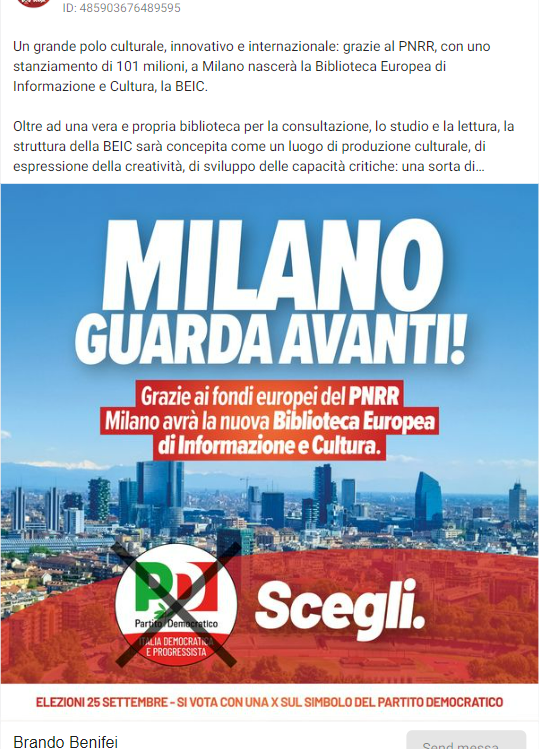 ID: 485903676489595
Un grande polo culturale, innovativo e internazionale: grazie al PNRR, con uno
stanziamento di 101 milioni, a Milano nascerà la Biblioteca Europea di
Informazione e Cultura, la BEIC.
Oltre ad una vera e propria biblioteca per la consultazione, lo studio e la lettura, la
struttura della BEIC sarà concepita come un luogo di produzione culturale, di
espressione della creatività, di sviluppo delle capacità critiche: una sorta di…
MILANO
GUARDA AVANTI!
Grazie ai fondi europei del PNRR
Milano avrà la nuova Biblioteca Europea
di Informazione e Cultura.
PD
Partito Democratico
ITALIA DEMOCRATICA
E PROGRESSISTA
Scegli.
ELEZIONI 25 SETTEMBRE - SI VOTA CON UNA X SUL SIMBOLO DEL PARTITO DEMOCRATICO
Brando Benifei
Send messa...